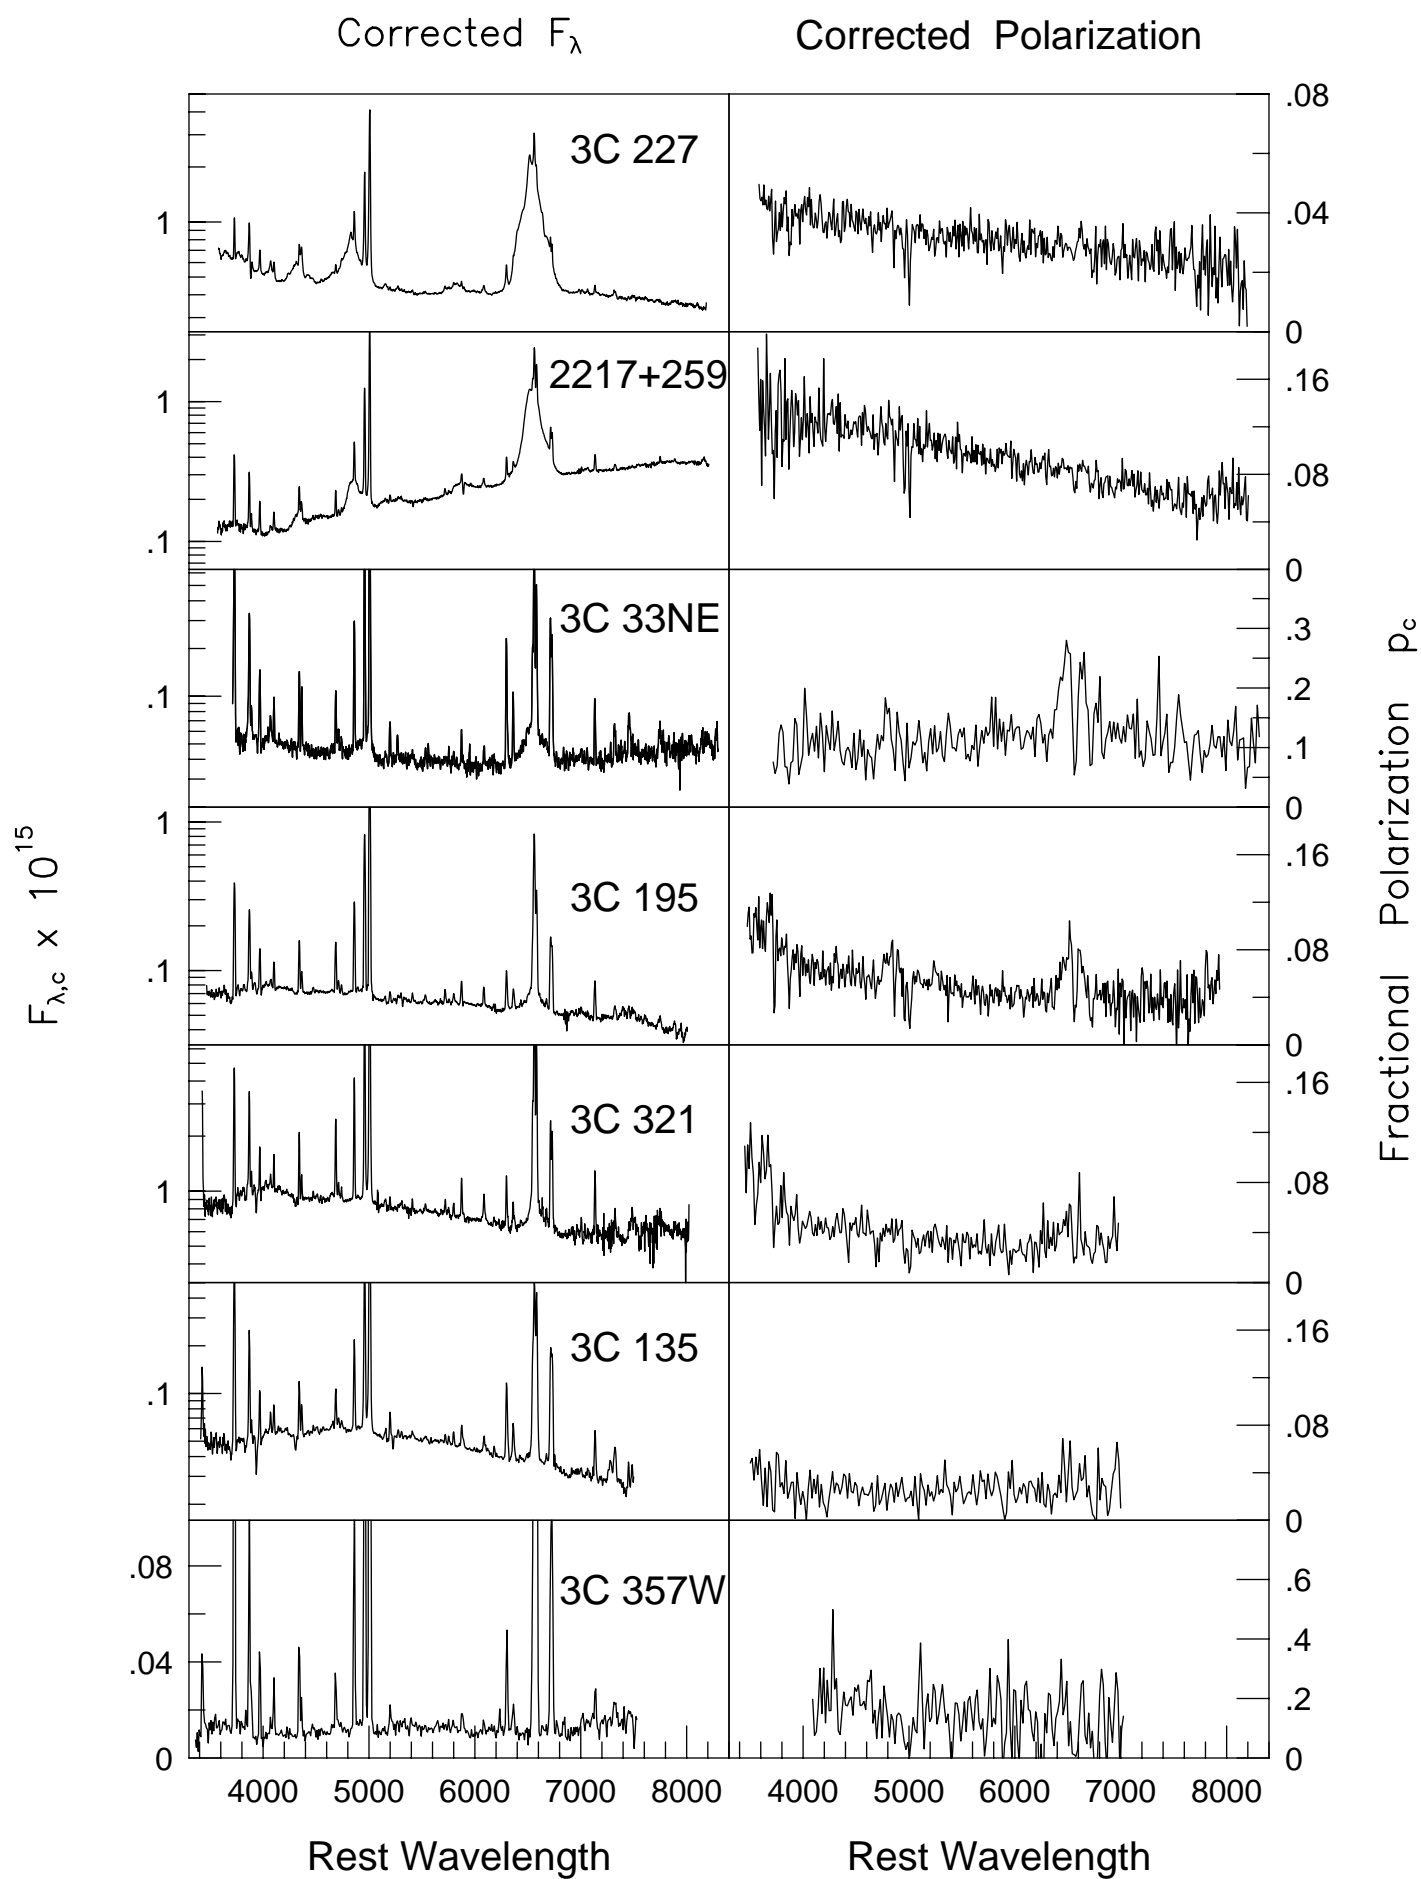 Corrected Fλ
Corrected Polarization
3C 227
1
.08
.04
0
2217+259
1
.1
.16
.08
0
3C 33NE
.1
.3
.2
.1
0
3C 195
1
.1
.16
.08
0
3C 321
1
.16
.08
0
3C 135
.1
.16
.08
0
3C 357W
.08
.04
0
.6
.4
.2
0
4000 5000 6000 7000 8000
4000 5000 6000 7000 8000
Rest Wavelength
Rest Wavelength
Fλ,c x 10^15
Fractional Polarization pc